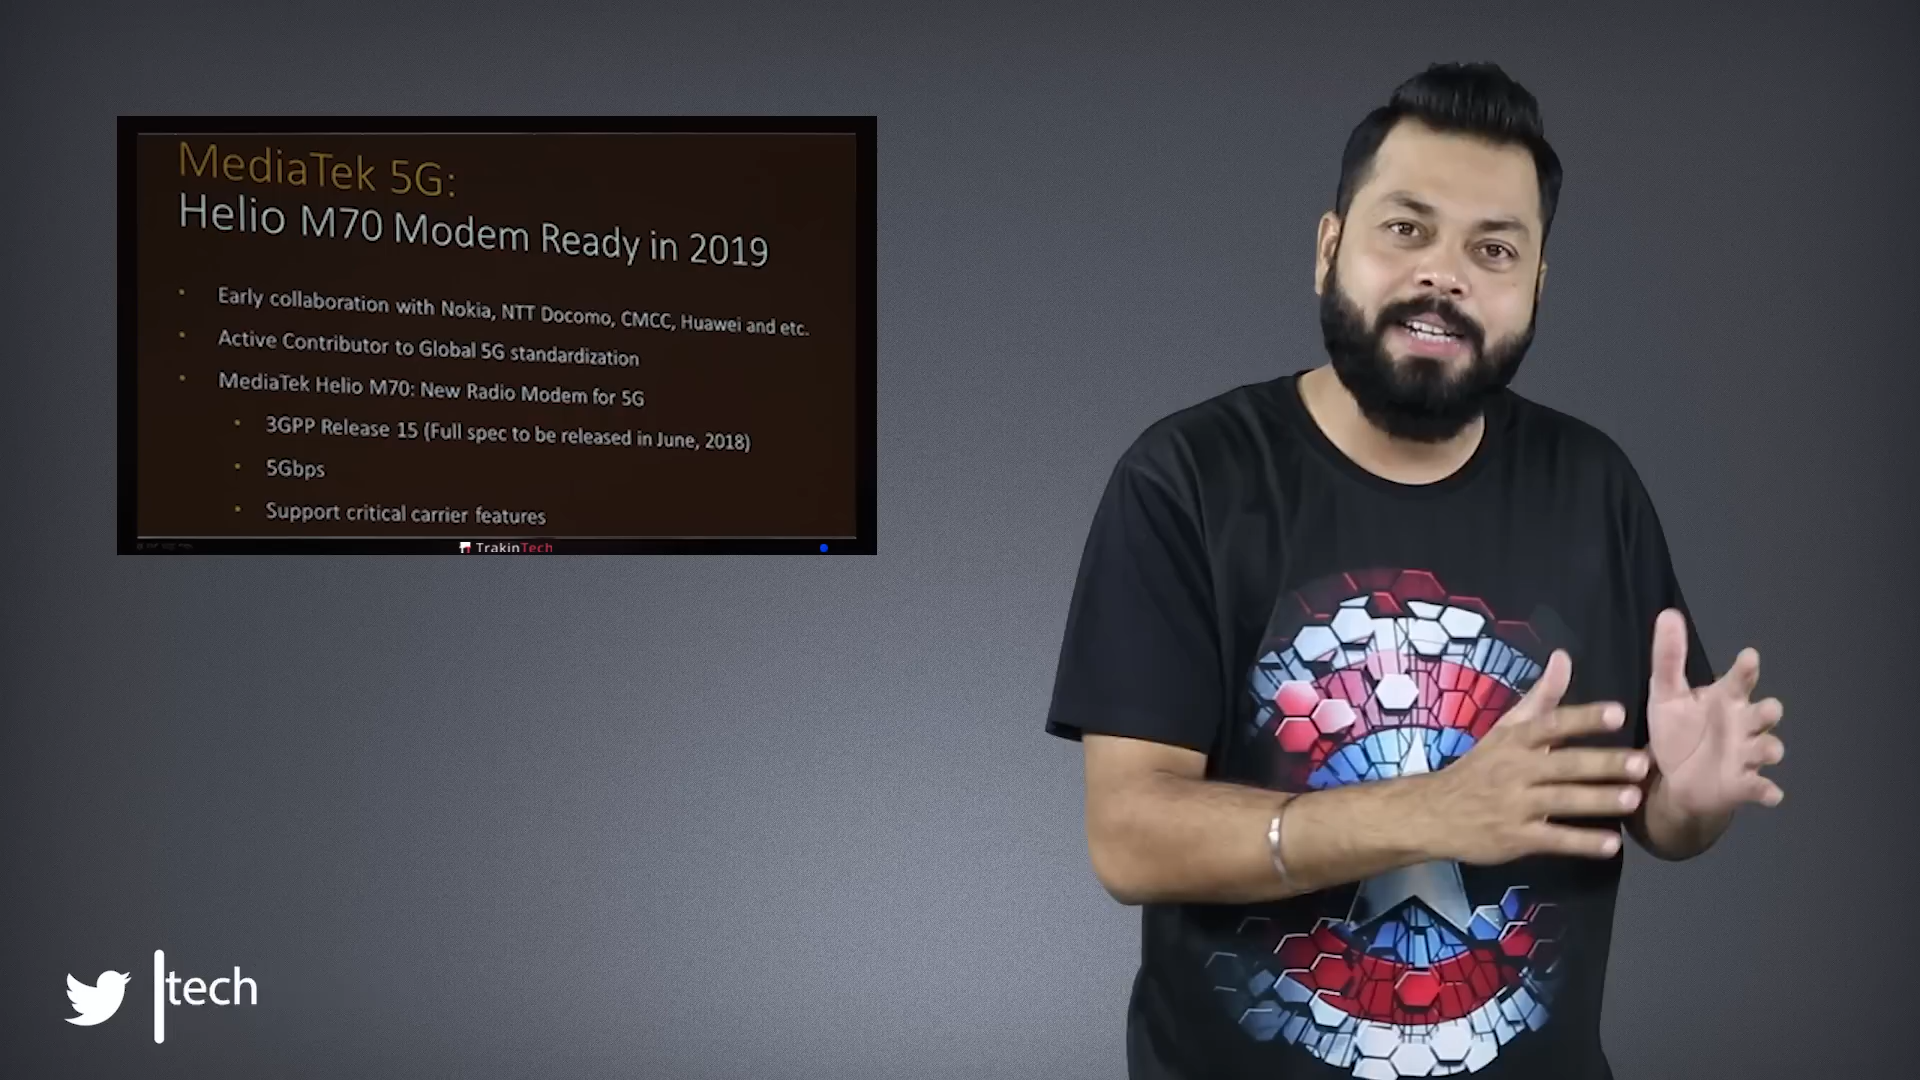 MediaTek 5G:
Helio M70 Modem Ready in 2019
• Early collaboration with Nokia, NTT Docomo, CMCC, Huawei and etc.
• Active Contributor to Global 5G standardization
• MediaTek Helio M70: New Radio Modem for 5G
• 3GPP Release 15 (Full spec to be released in June, 2018)
• 5Gbps
• Support critical carrier features
TrakinTech
tech